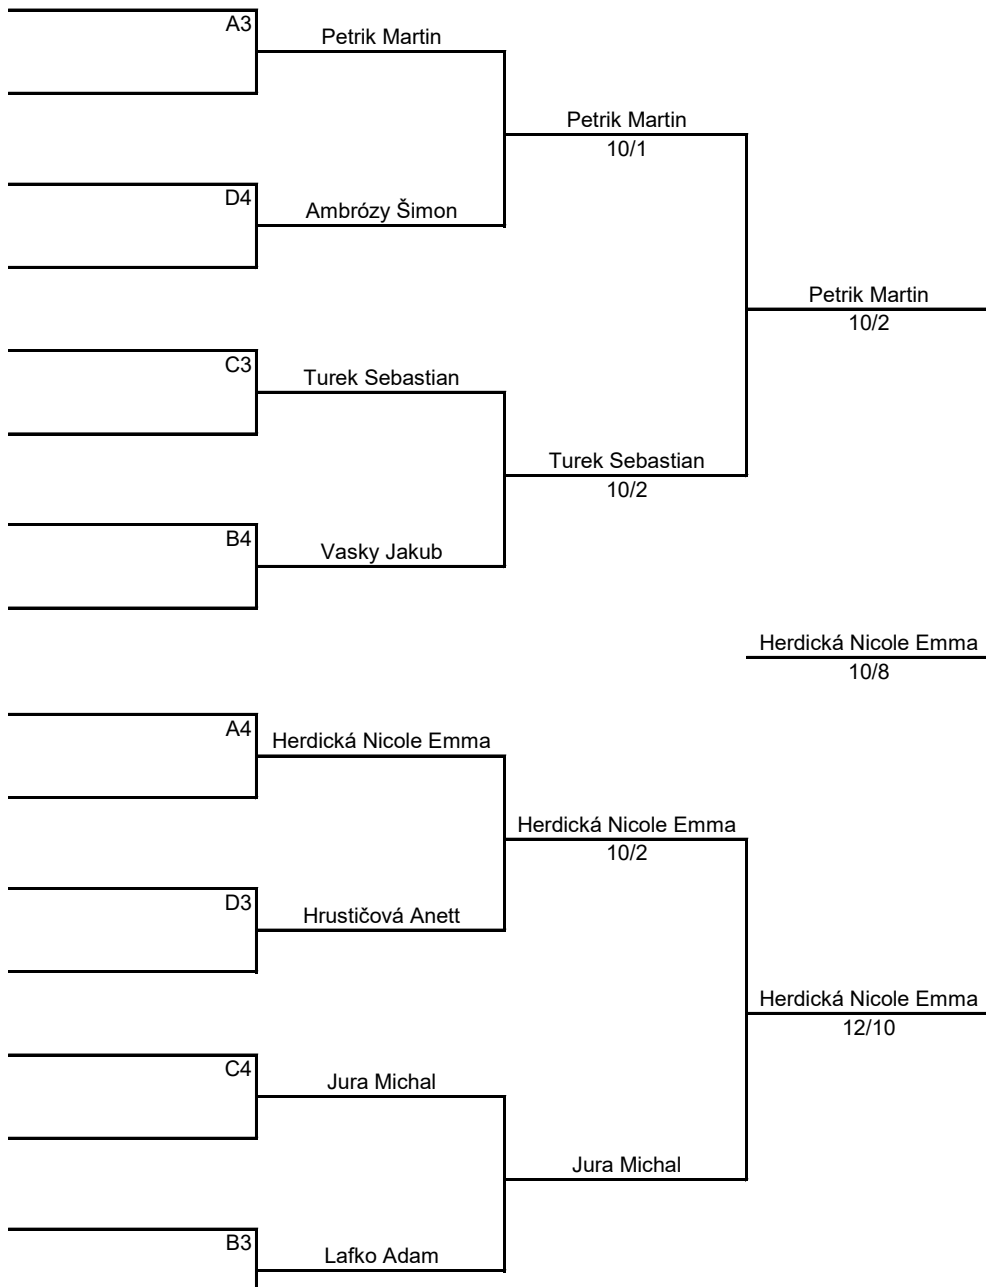 A3
Petrik Martin
Petrik Martin
10/1
D4
Ambrózy Šimon
Petrik Martin
10/2
C3
Turek Sebastian
Turek Sebastian
10/2
B4
Vasky Jakub
Herdická Nicole Emma
10/8
A4
Herdická Nicole Emma
Herdická Nicole Emma
10/2
D3
Hrustičová Anett
Herdická Nicole Emma
12/10
C4
Jura Michal
Jura Michal
B3
Lafko Adam